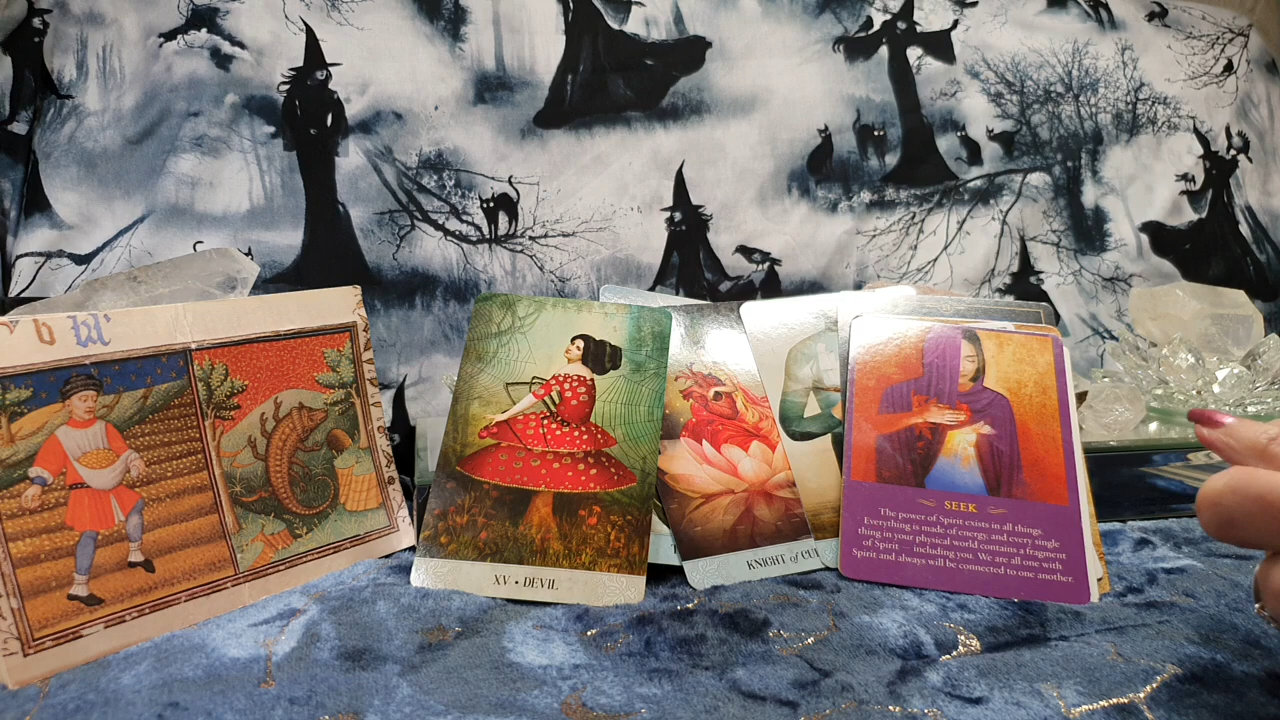 XV • DEVIL
KNIGHT of CU
SEEK
The power of Spirit exists in all things.
Everything is made of energy, and every single
thing in your physical world contains a fragment
of Spirit — including you. We are all one with
Spirit and always will be connected to one another.